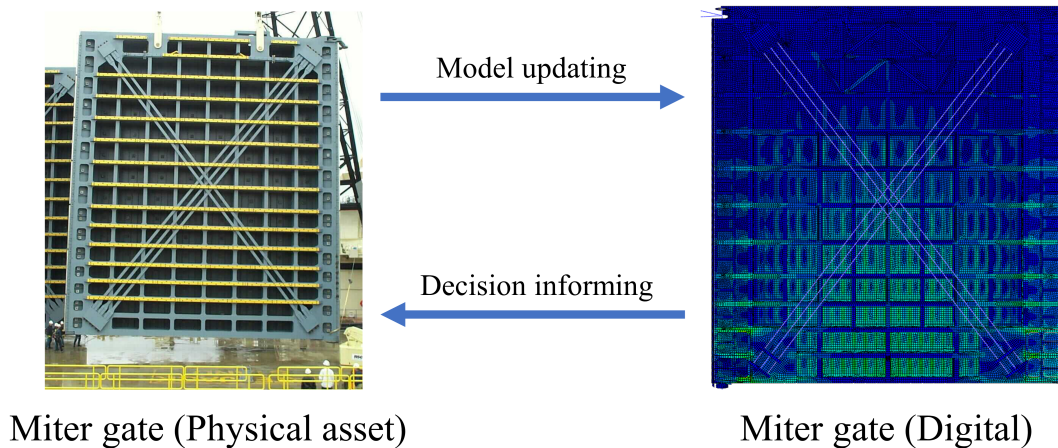 Model updating
Decision informing
Miter gate (Physical asset)
Miter gate (Digital)